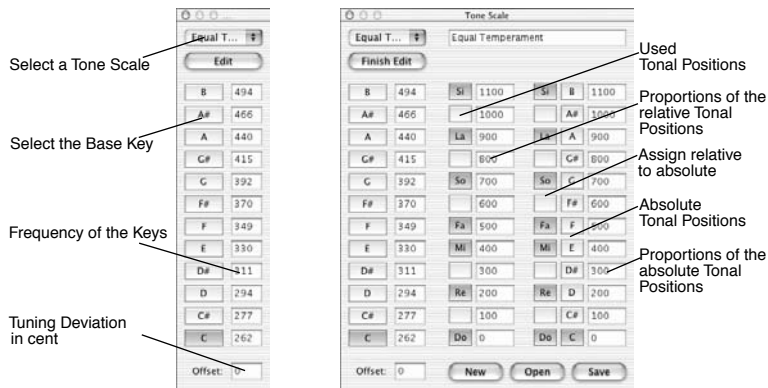 Tone Scale
Equal T...
Equal T...
Equal Temperament
Select a Tone Scale
Edit
Finish Edit
Used
Tonal Positions
B 494
B 494 Si 1100 Si B 1100
Proportions of the
relative Tonal
Positions
A# 466
A# 466 1000 A# 1000
Select the Base Key
A 440
A 440 La 900 La A 900
Assign relative
to absolute
G# 415
G# 415 800 G# 800
G 392
G 392 So 700 So G 700
Absolute
Tonal Positions
F# 370
F# 370 600 F# 600
Frequency of the Keys
F 349
F 349 Fa 500 Fa F 500
E 330
E 330 Mi 400 Mi E 400
Proportions of the
absolute Tonal
Positions
D# 311
D# 311 300 D# 300
D 294
D 294 Re 200 Re D 200
Tuning Deviation
in cent
C# 277
C# 277 100 C# 100
C 262
C 262 Do 0 Do C 0
Offset: 0
Offset: 0 New Open Save